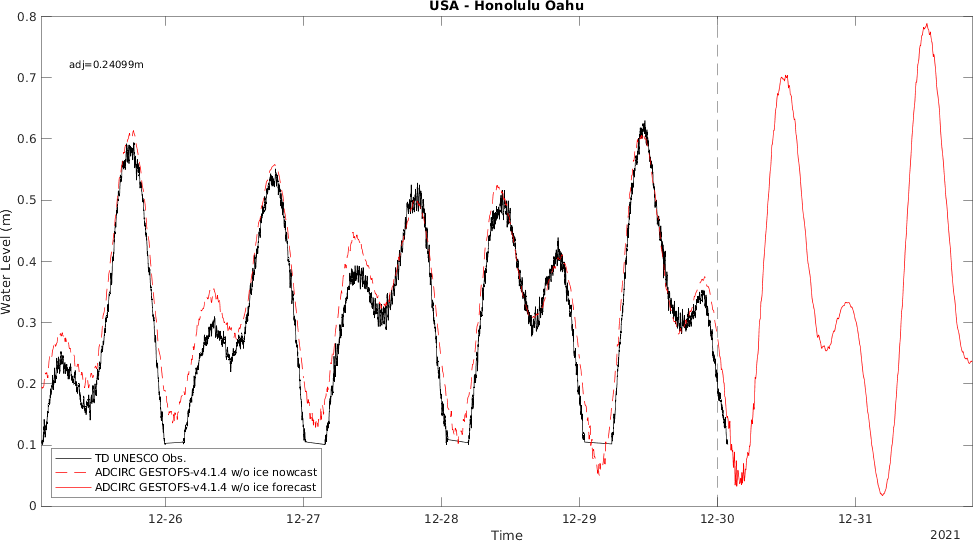 USA - Honolulu Oahu
adj=0.24099m
0.8
0.7
0.6
0.5
0.4
0.3
0.2
0.1
0
Water Level (m)
TD UNESCO Obs.
ADCIRC GESTOFS-v4.1.4 w/o ice nowcast
ADCIRC GESTOFS-v4.1.4 w/o ice forecast
12-26 12-27 12-28 12-29 12-30 12-31
Time
2021